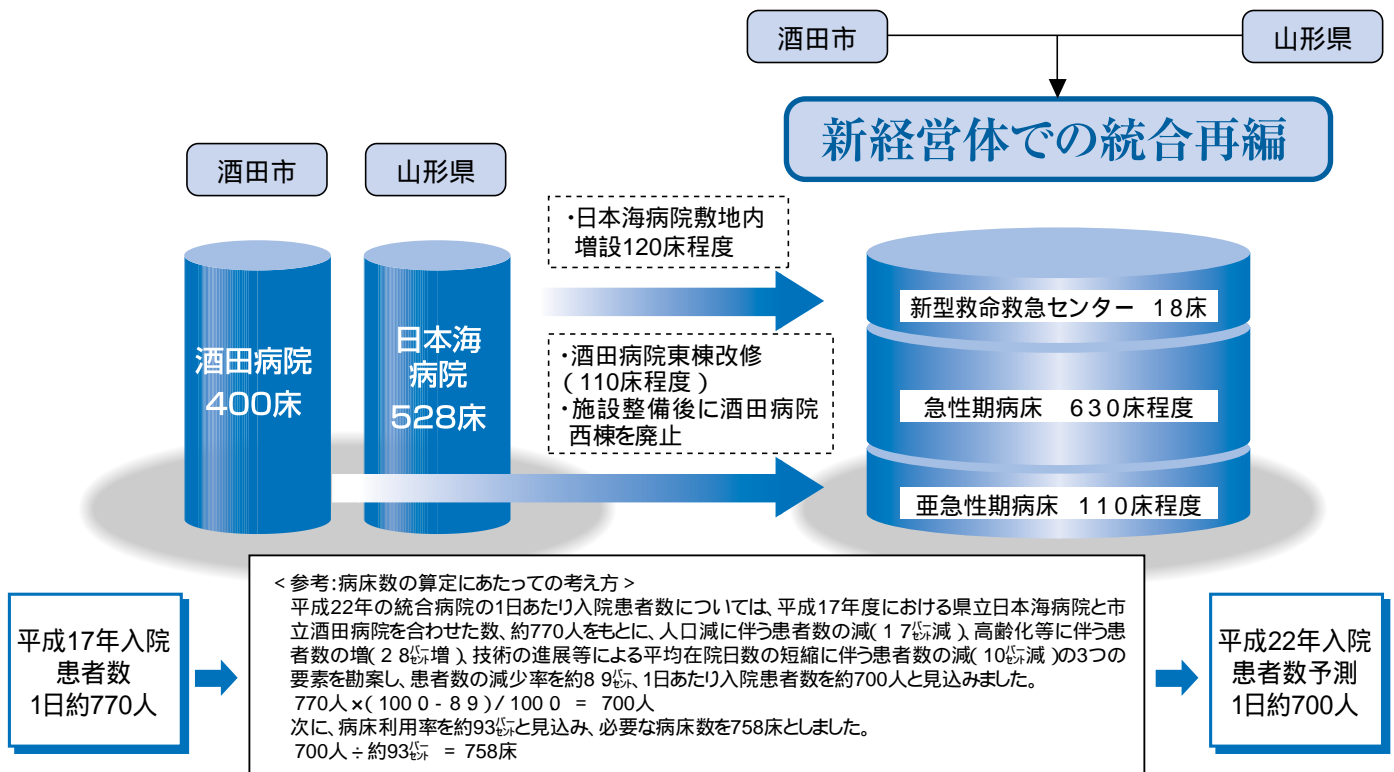 酒田市
山形県
新経営体での統合再編
酒田市
山形県
酒田病院
400床
日本海
病院
528床
・日本海病院敷地内
増設120床程度
・酒田病院東棟改修
(110床程度)
・施設整備後に酒田病院
西棟を廃止
新型救命救急センター 18床
急性期病床 630床程度
亜急性期病床 110床程度
平成17年入院
患者数
1日約770人
<参考:病床数の算定にあたっての考え方>
平成22年の統合病院の1日あたり入院患者数については、平成17年度における県立日本海病院と市
立酒田病院を合わせた数、約770人をもとに、人口減に伴う患者数の減(17㌫減)、高齢化等に伴う患
者数の増(28㌫増)、技術の進展等による平均在院日数の短縮に伴う患者数の減(10㌫減)の3つの
要素を勘案し、患者数の減少率を約89㌫、1日あたり入院患者数を約700人と見込みました。
770人×(1000-89)/1000 = 700人
次に、病床利用率を約93㌫と見込み、必要な病床数を758床としました。
700人÷約93㌫ = 758床
平成22年入院
患者数予測
1日約700人